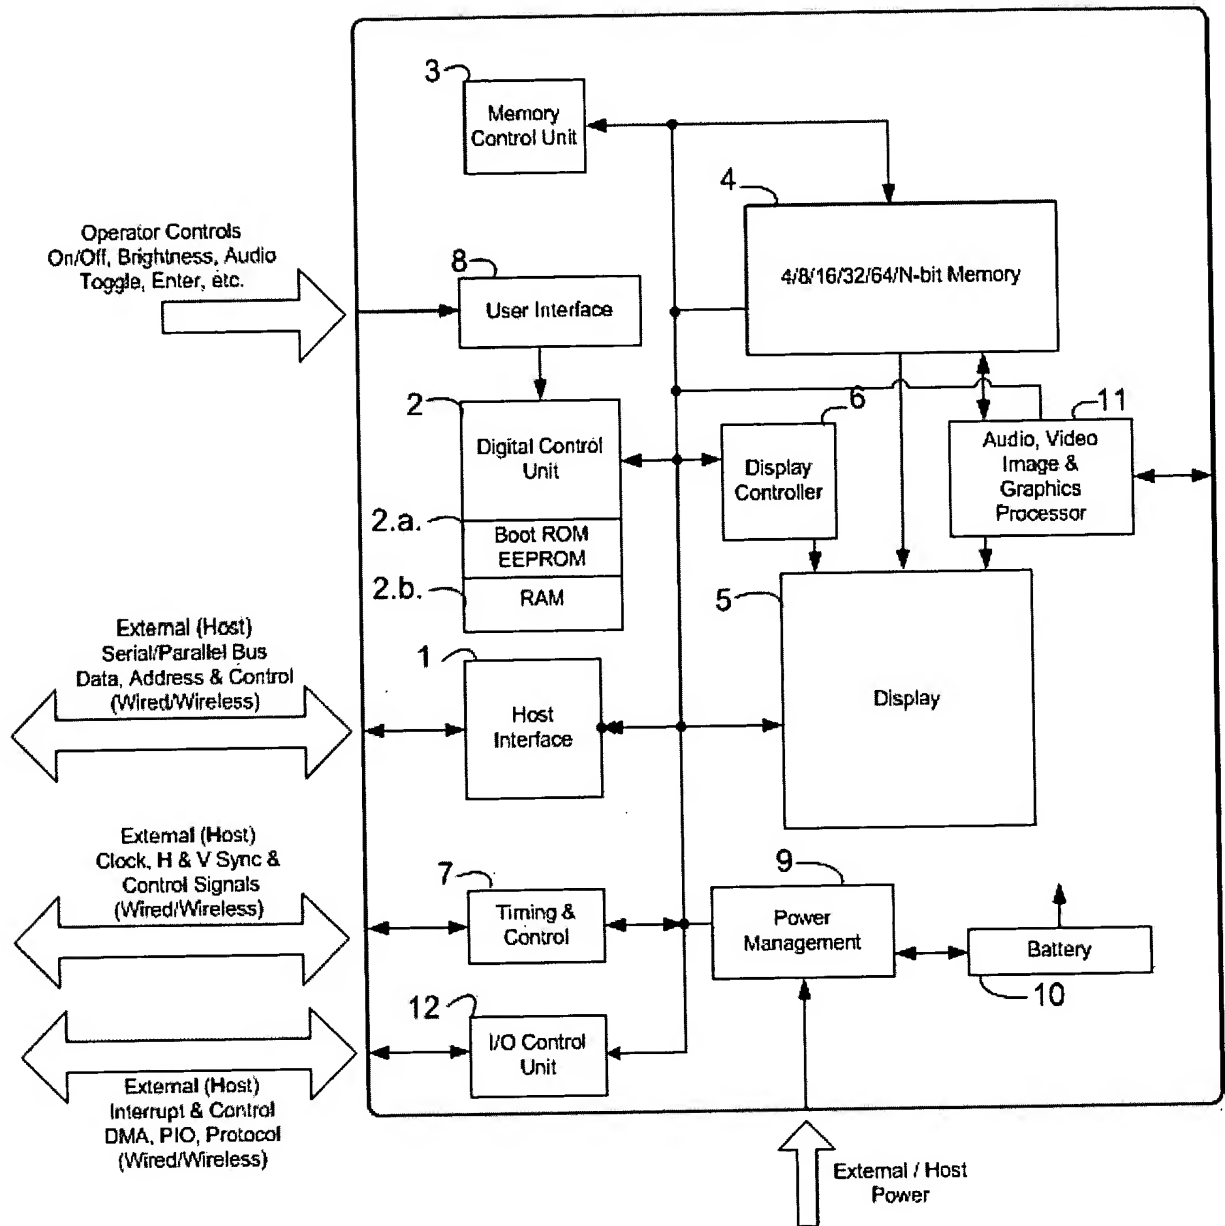 3
Memory
Control Unit
4
4/8/16/32/64/N-bit Memory
Operator Controls
On/Off, Brightness, Audio
Toggle, Enter, etc.
8
User Interface
2
Digital Control
Unit
2.a.
Boot ROM
EEPROM
2.b.
RAM
6
Display
Controller
11
Audio, Video
Image &
Graphics
Processor
5
Display
External (Host)
Serial/Parallel Bus
Data, Address & Control
(Wired/Wireless)
1
Host
Interface
External (Host)
Clock, H & V Sync &
Control Signals
(Wired/Wireless)
7
Timing &
Control
9
Power
Management
Battery
10
12
I/O Control
Unit
External (Host)
Interrupt & Control
DMA, PIO, Protocol
(Wired/Wireless)
External / Host
Power